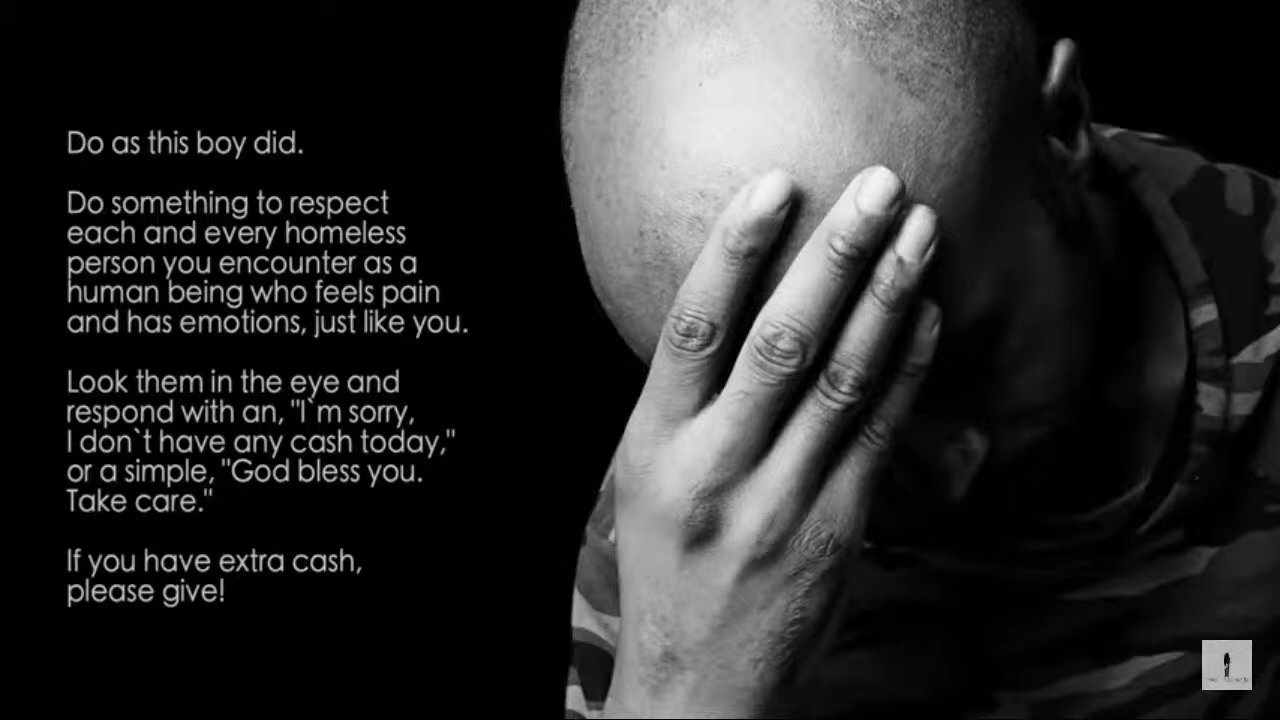 Do as this boy did.
Do something to respect
each and every homeless
person you encounter as a
human being who feels pain
and has emotions, just like you.
Look them in the eye and
respond with an, "I`m sorry,
I don`t have any cash today,"
or a simple, "God bless you.
Take care."
If you have extra cash,
please give!